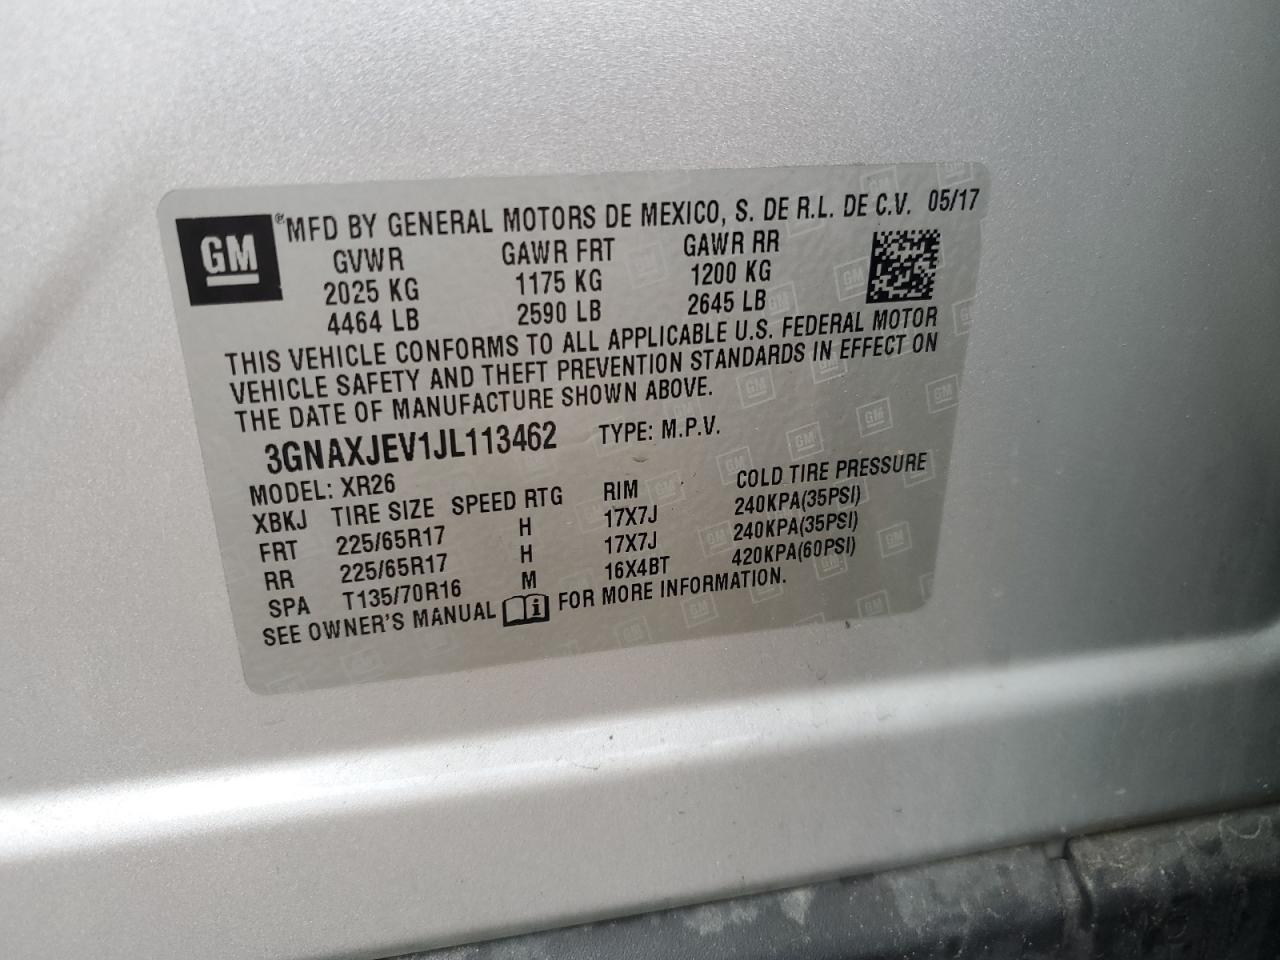 GM ® MFD BY GENERAL MOTORS DE MEXICO, S. DE R.L. DE C.V. 05/17
GVWR GAWR FRT GAWR RR
2025 KG 1175 KG 1200 KG
4464 LB 2590 LB 2645 LB
THIS VEHICLE CONFORMS TO ALL APPLICABLE U.S. FEDERAL MOTOR
VEHICLE SAFETY AND THEFT PREVENTION STANDARDS IN EFFECT ON
THE DATE OF MANUFACTURE SHOWN ABOVE.
3GNAXJEV1JL113462 TYPE: M.P.V.
MODEL: XR26
XBKJ TIRE SIZE SPEED RTG RIM COLD TIRE PRESSURE
FRT 225/65R17 H 17X7J 240KPA(35PSI)
RR 225/65R17 H 17X7J 240KPA(35PSI)
SPA T135/70R16 M 16X4BT 420KPA(60PSI)
SEE OWNER'S MANUAL FOR MORE INFORMATION.